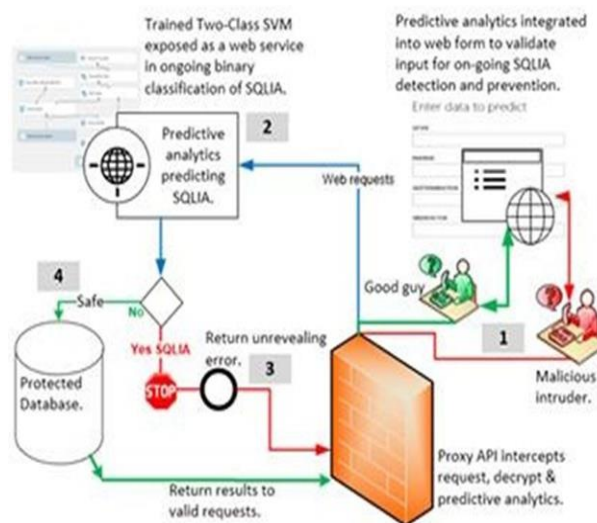 Trained Two-Class SVM
exposed as a web service
in ongoing binary
classification of SQLIA.
Predictive analytics integrated
into web form to validate
input for on-going SQLIA
detection and prevention.
Enter data to predict
2
Predictive
analytics
predicting
SQLIA.
Web requests
4
Safe
No
Good guy
1
Yes SQLIA
Return unrevealing
error.
3
STOP
Malicious
intruder.
Protected
Database.
Proxy API intercepts
request, decrypt &
predictive analytics.
Return results to
valid requests.